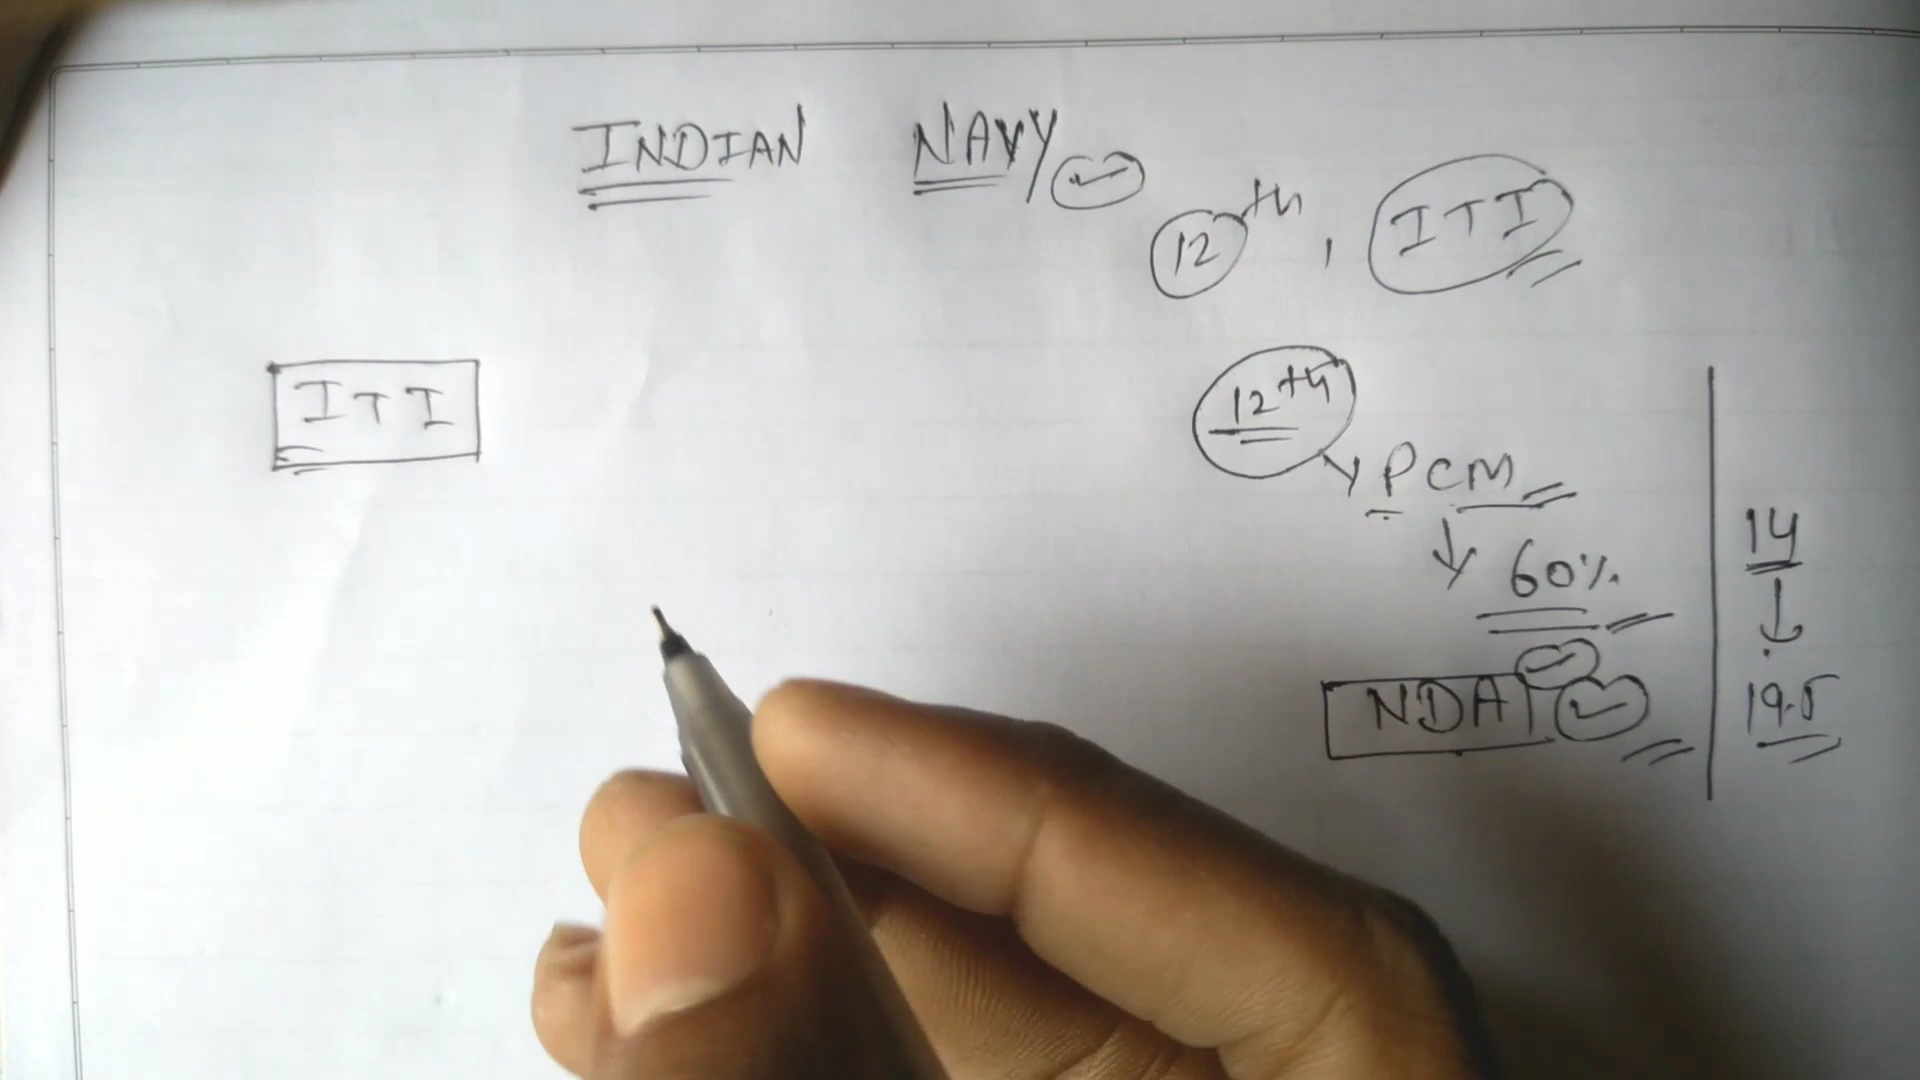 INDIAN NAVY
12th, ITI
ITI
12th
PCM
60%
NDA
14
19.5